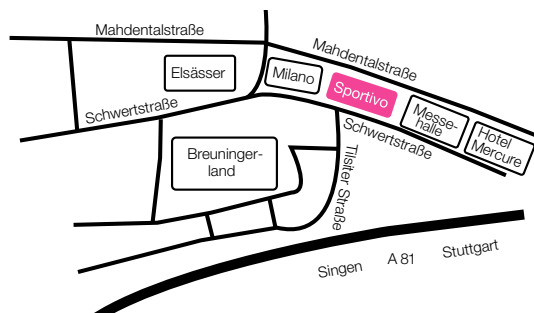 Mahdentalstraße
Mahdentalstraße
Elsässer
Milano
Sportivo
Schwertstraße
Messe-
halle
Hotel
Mercure
Schwertstraße
Breuninger-
land
Tilsiter Straße
Singen A 81 Stuttgart